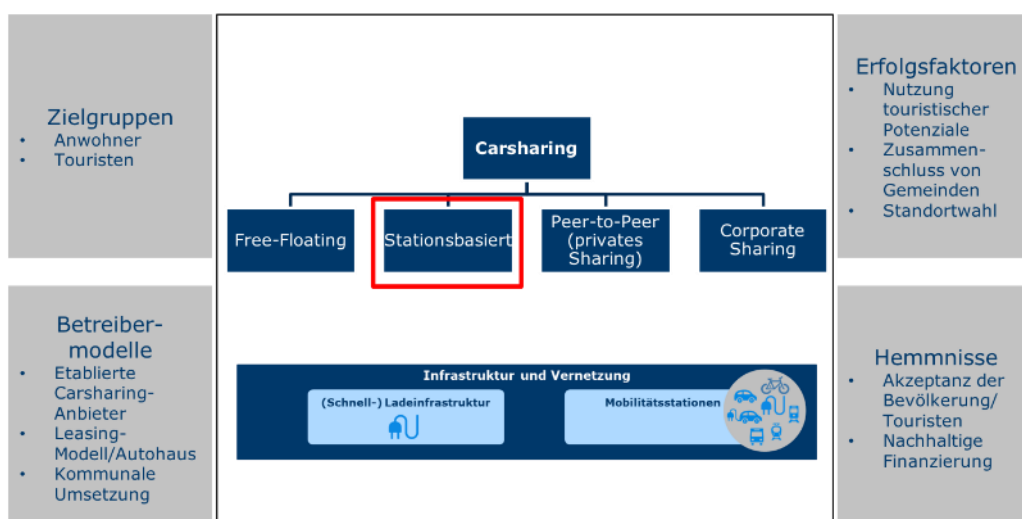 Zielgruppen
• Anwohner
• Touristen
Betreiber-
modelle
• Etablierte
Carsharing-
Anbieter
• Leasing-
Modell/Autohaus
• Kommunale
Umsetzung
Carsharing
Free-Floating
Stationsbasiert
Peer-to-Peer
(privates
Sharing)
Corporate
Sharing
Infrastruktur und Vernetzung
(Schnell-) Ladeinfrastruktur
Mobilitätsstationen
Erfolgsfaktoren
• Nutzung
touristischer
Potenziale
• Zusammen-
schluss von
Gemeinden
• Standortwahl
Hemmnisse
• Akzeptanz der
Bevölkerung/
Touristen
• Nachhaltige
Finanzierung